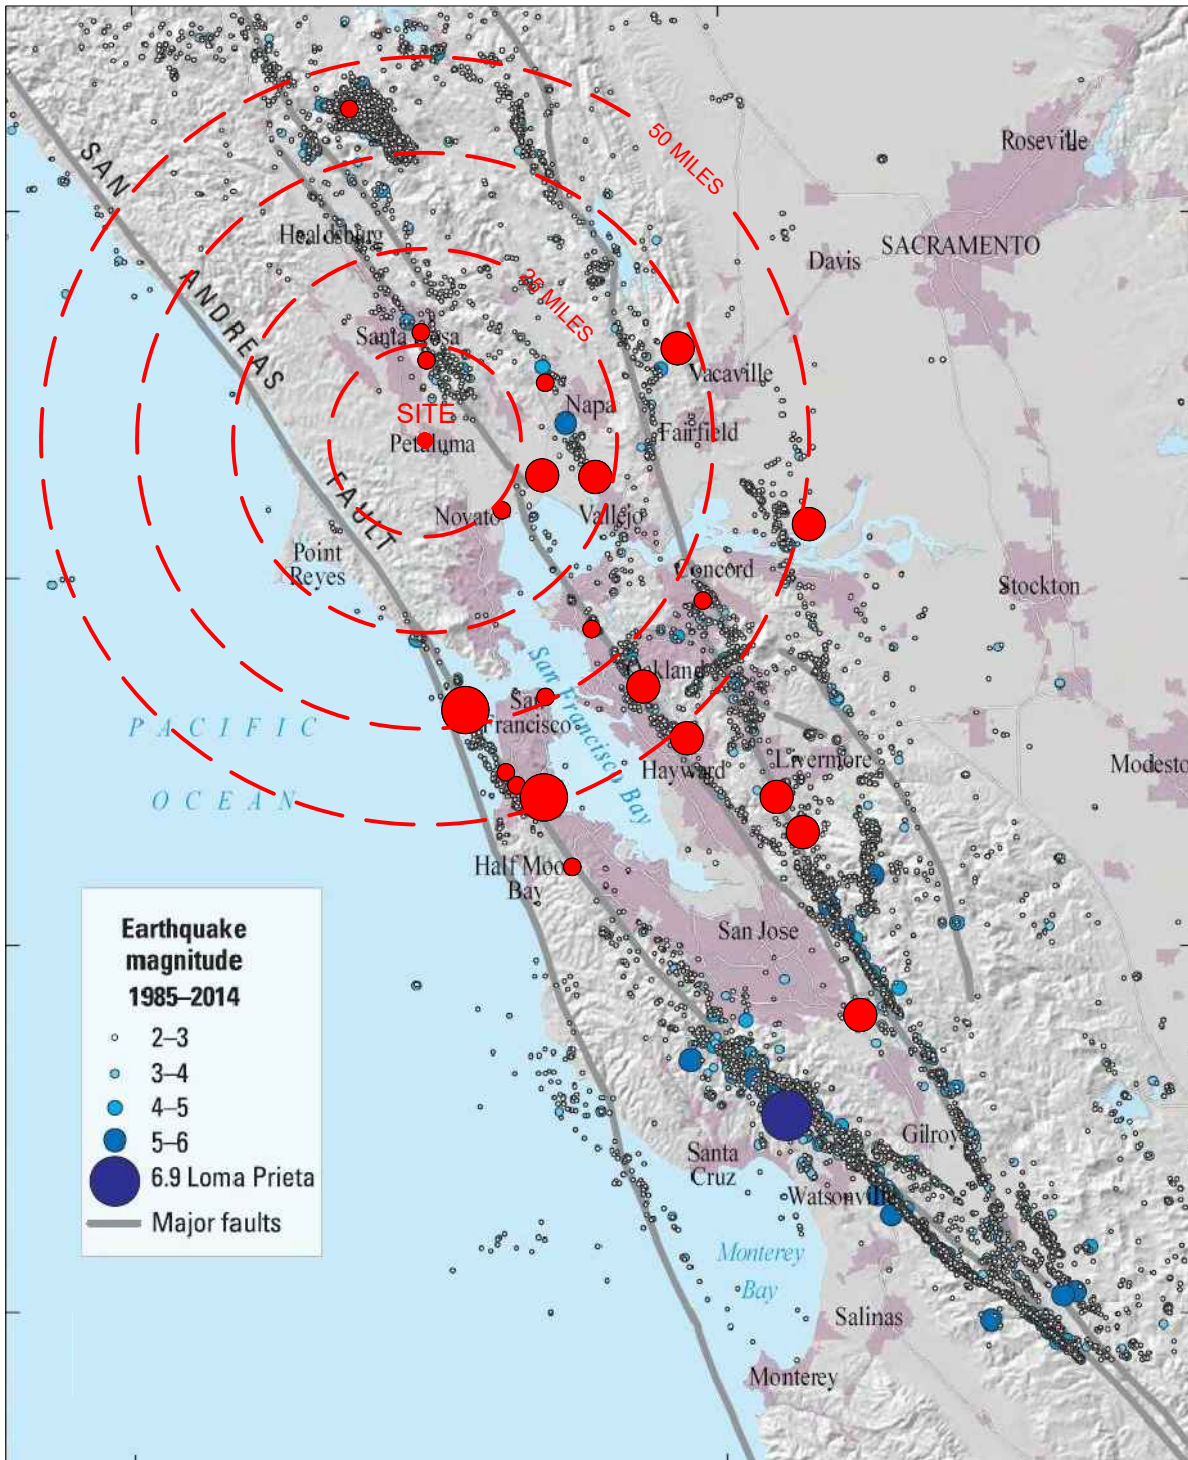 50 MILES
Roseville
SAN
ANDREAS
FAULT
Healdsburg
SACRAMENTO
Davis
25 MILES
Santa Rosa
Vacaville
SITE
Napa
Petaluma
Fairfield
Novato
Vallejo
Point
Reyes
Concord
Stockton
San Francisco Bay
Oakland
PACIFIC
OCEAN
San
Francisco
Hayward
Livermore
Modesto
Half Moon
Bay
San Jose
Earthquake
magnitude
1985–2014
2–3
3–4
4–5
5–6
6.9 Loma Prieta
Major faults
Gilroy
Santa
Cruz
Watsonville
Monterey
Bay
Salinas
Monterey